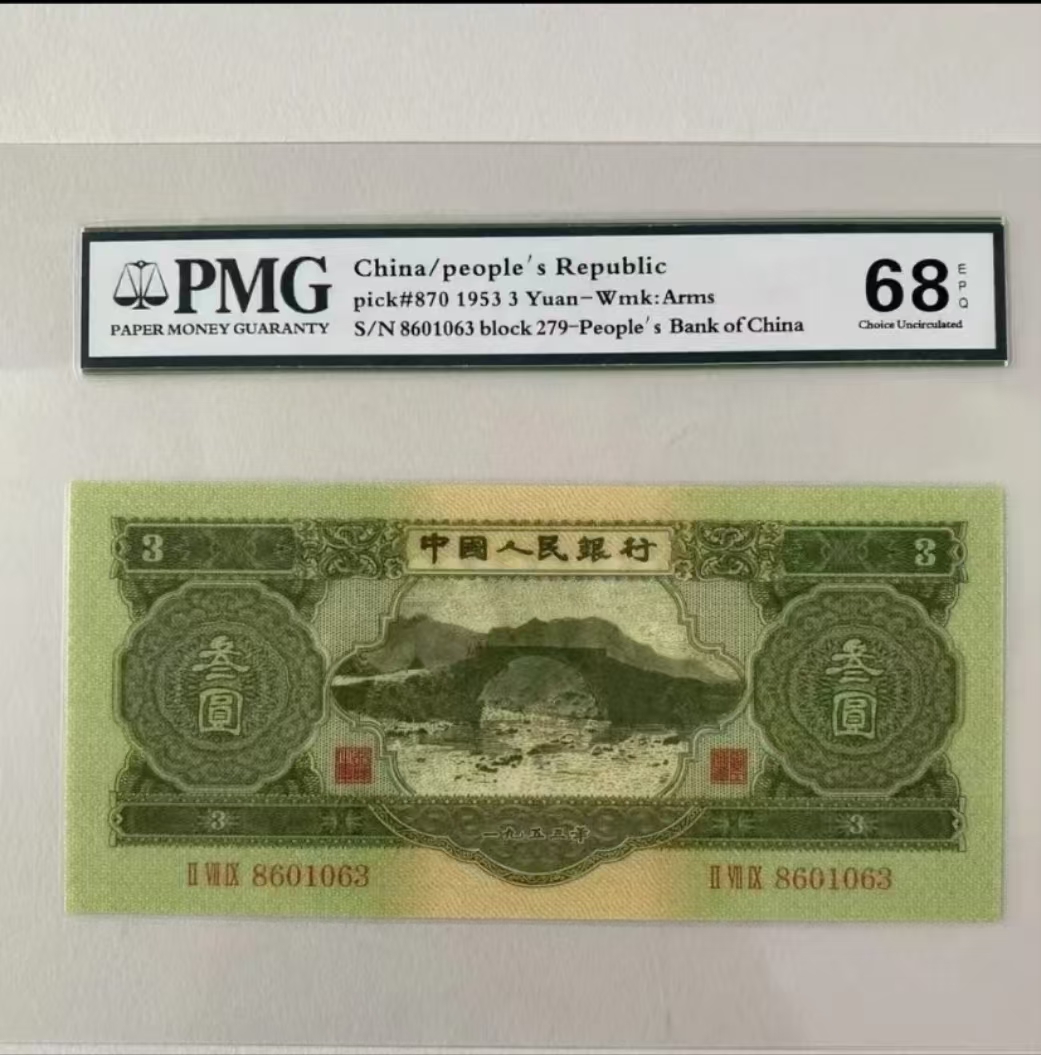 PMG
PAPER MONEY GUARANTY
China/people's Republic
pick#870 1953 3 Yuan-Wmk:Arms
S/N 8601063 block 279-People's Bank of China
68
EPQ
Choice Uncirculated
3 中國人民銀行 3
叁圓 叁圓
3 3
一九五三年
II VII IX 8601063 II VII IX 8601063